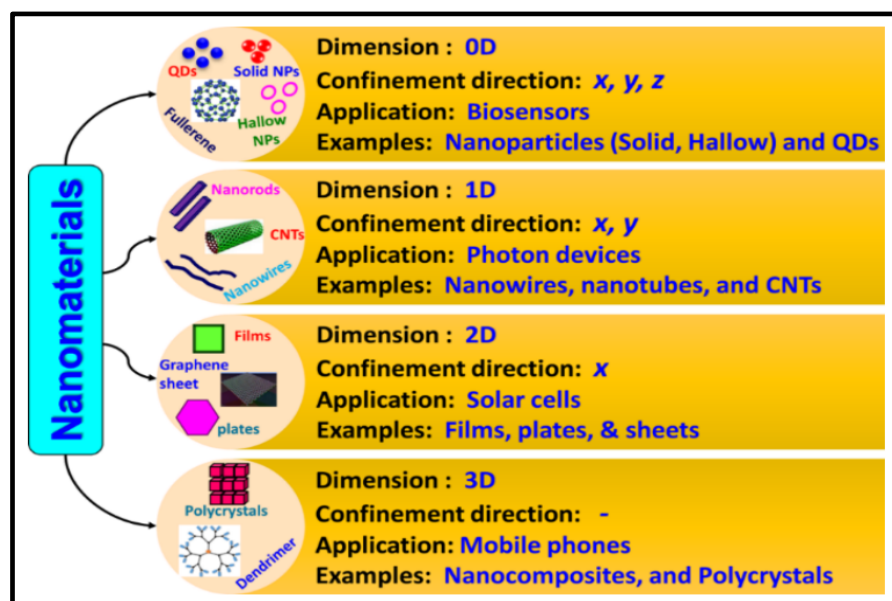 Nanomaterials
QDs
Solid NPs
Fullerene
Hallow
NPs
Dimension : 0D
Confinement direction: x, y, z
Application: Biosensors
Examples: Nanoparticles (Solid, Hallow) and QDs
Nanorods
CNTs
Nanowires
Dimension : 1D
Confinement direction: x, y
Application: Photon devices
Examples: Nanowires, nanotubes, and CNTs
Films
Graphene
sheet
plates
Dimension : 2D
Confinement direction: x
Application: Solar cells
Examples: Films, plates, & sheets
Polycrystals
Dendrimer
Dimension : 3D
Confinement direction: -
Application: Mobile phones
Examples: Nanocomposites, and Polycrystals